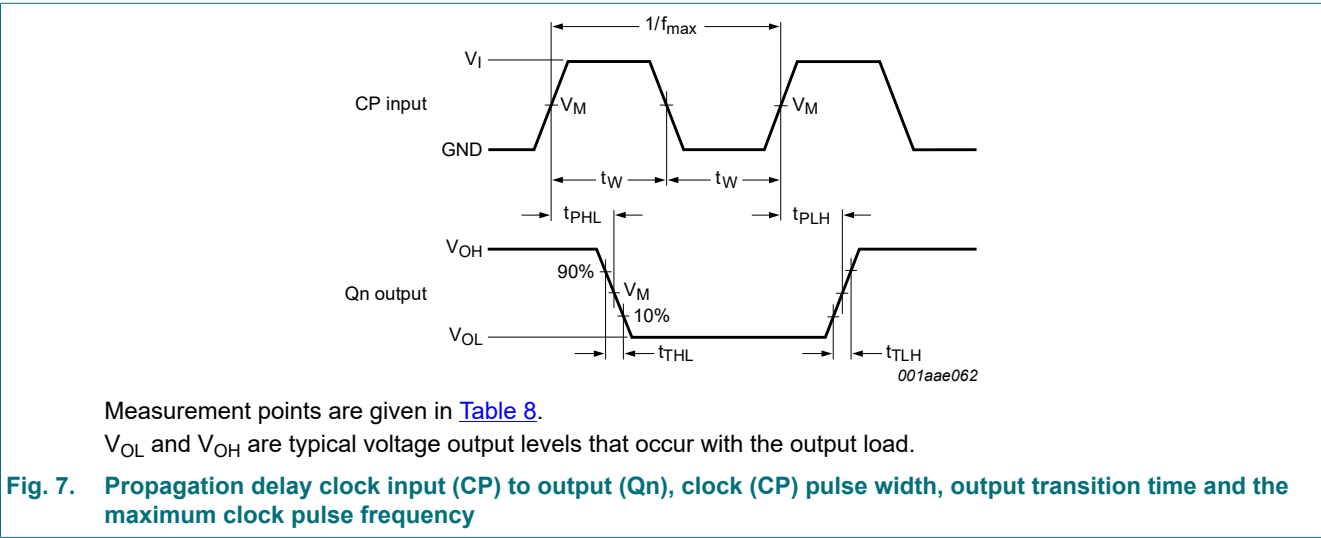 1/fmax
VI
CP input
VM
VM
GND
tW
tW
tPHL
tPLH
VOH
90%
Qn output
VM
10%
VOL
tTHL
tTLH
001aae062
Measurement points are given in Table 8.
VOL and VOH are typical voltage output levels that occur with the output load.
Fig. 7. Propagation delay clock input (CP) to output (Qn), clock (CP) pulse width, output transition time and the
maximum clock pulse frequency